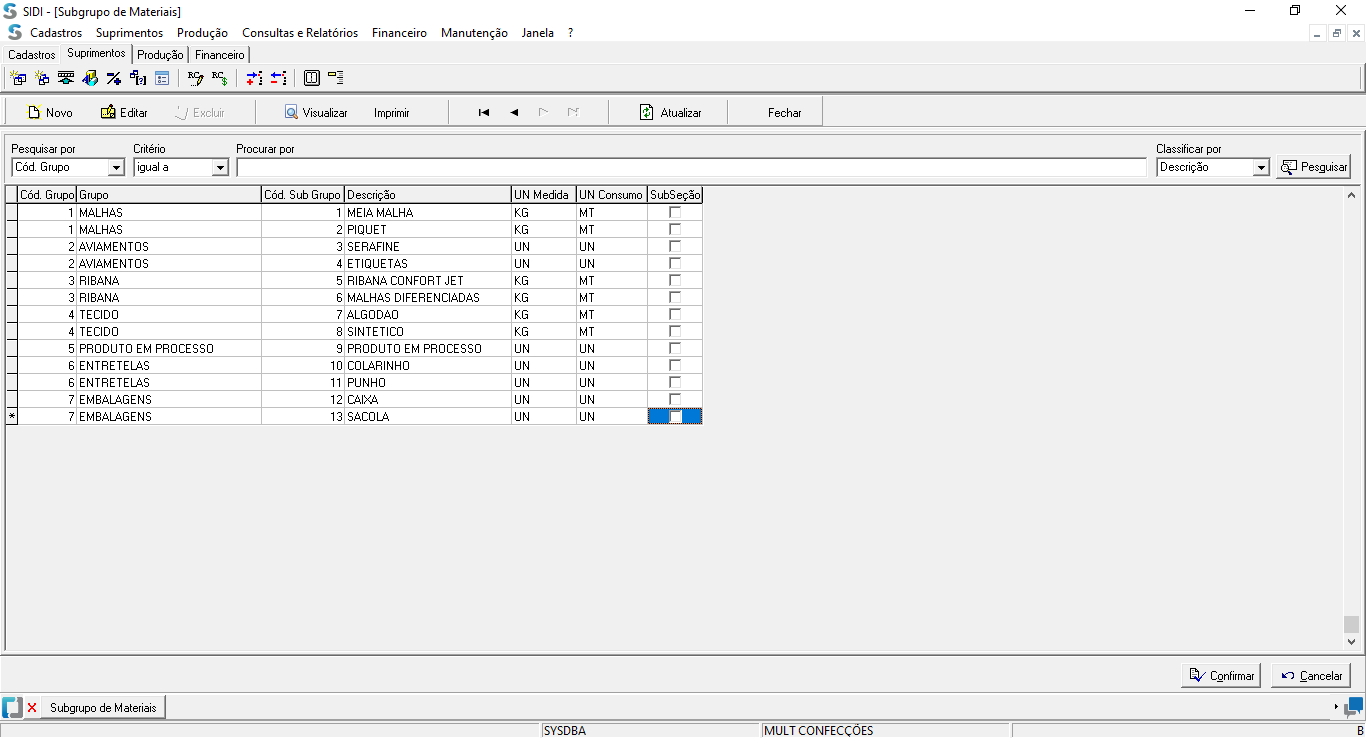 SIDI - [Subgrupo de Materiais]
Cadastros Suprimentos Produção Consultas e Relatórios Financeiro Manutenção Janela ?
Cadastros Suprimentos Produção Financeiro
Novo Editar Excluir Visualizar Imprimir Atualizar Fechar
Pesquisar por Critério Procurar por Classificar por
Cód. Grupo igual a Descrição Pesquisar
Cód. Grupo Grupo Cód. Sub Grupo Descrição UN Medida UN Consumo SubSeção
1 MALHAS 1 MEIA MALHA KG MT
1 MALHAS 2 PIQUET KG MT
2 AVIAMENTOS 3 SERAFINE UN UN
2 AVIAMENTOS 4 ETIQUETAS UN UN
3 RIBANA 5 RIBANA CONFORT JET KG MT
3 RIBANA 6 MALHAS DIFERENCIADAS KG MT
4 TECIDO 7 ALGODAO KG MT
4 TECIDO 8 SINTETICO KG MT
5 PRODUTO EM PROCESSO 9 PRODUTO EM PROCESSO UN UN
6 ENTRETELAS 10 COLARINHO UN UN
6 ENTRETELAS 11 PUNHO UN UN
7 EMBALAGENS 12 CAIXA UN UN
* 7 EMBALAGENS 13 SACOLA UN UN
Confirmar Cancelar
Subgrupo de Materiais
SYSDBA MULT CONFECÇÕES B